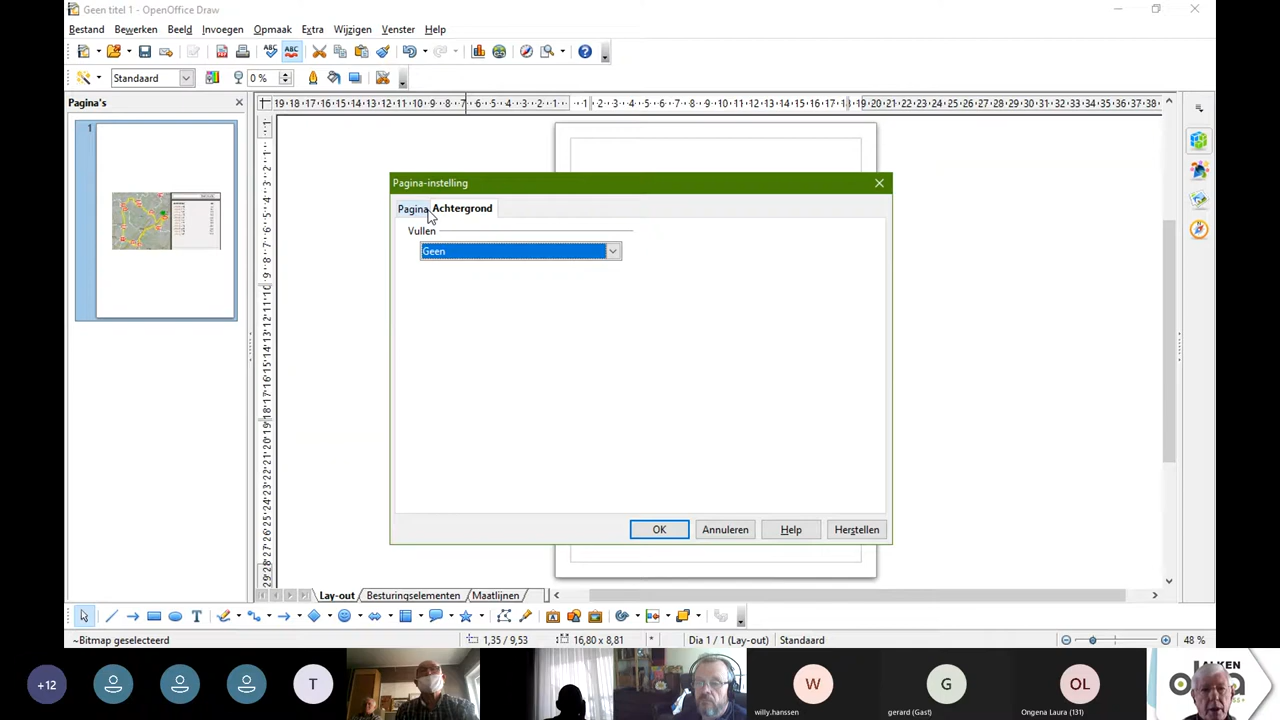 Geen titel 1 - OpenOffice Draw
Bestand Bewerken Beeld Invoegen Opmaak Extra Wijzigen Venster Help
ABC ABC
Standaard 0 %
Pagina's
1
Pagina-instelling
Pagina Achtergrond
Vullen
Geen
OK Annuleren Help Herstellen
Lay-out Besturingselementen Maatlijnen
~Bitmap geselecteerd 1,35 / 9,53 16,80 x 8,81 * Dia 1 / 1 (Lay-out) Standaard 48 %
+12 T W G OL
willy.hanssen gerard (Gast) Ongena Laura (131)